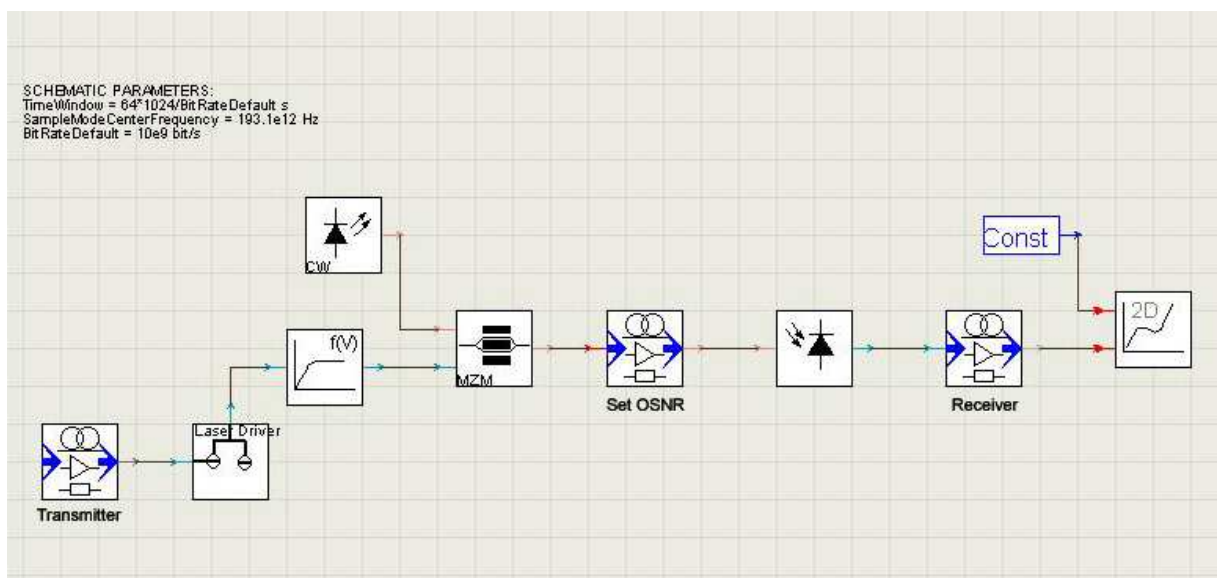 SCHEMATIC PARAMETERS:
TimeWindow = 64*1024/BitRateDefault s
SampleModeCenterFrequency = 193.1e12 Hz
BitRateDefault = 10e9 bit/s
CW
Const
f(V)
2D
MZM
Set OSNR
Receiver
Laser Driver
Transmitter